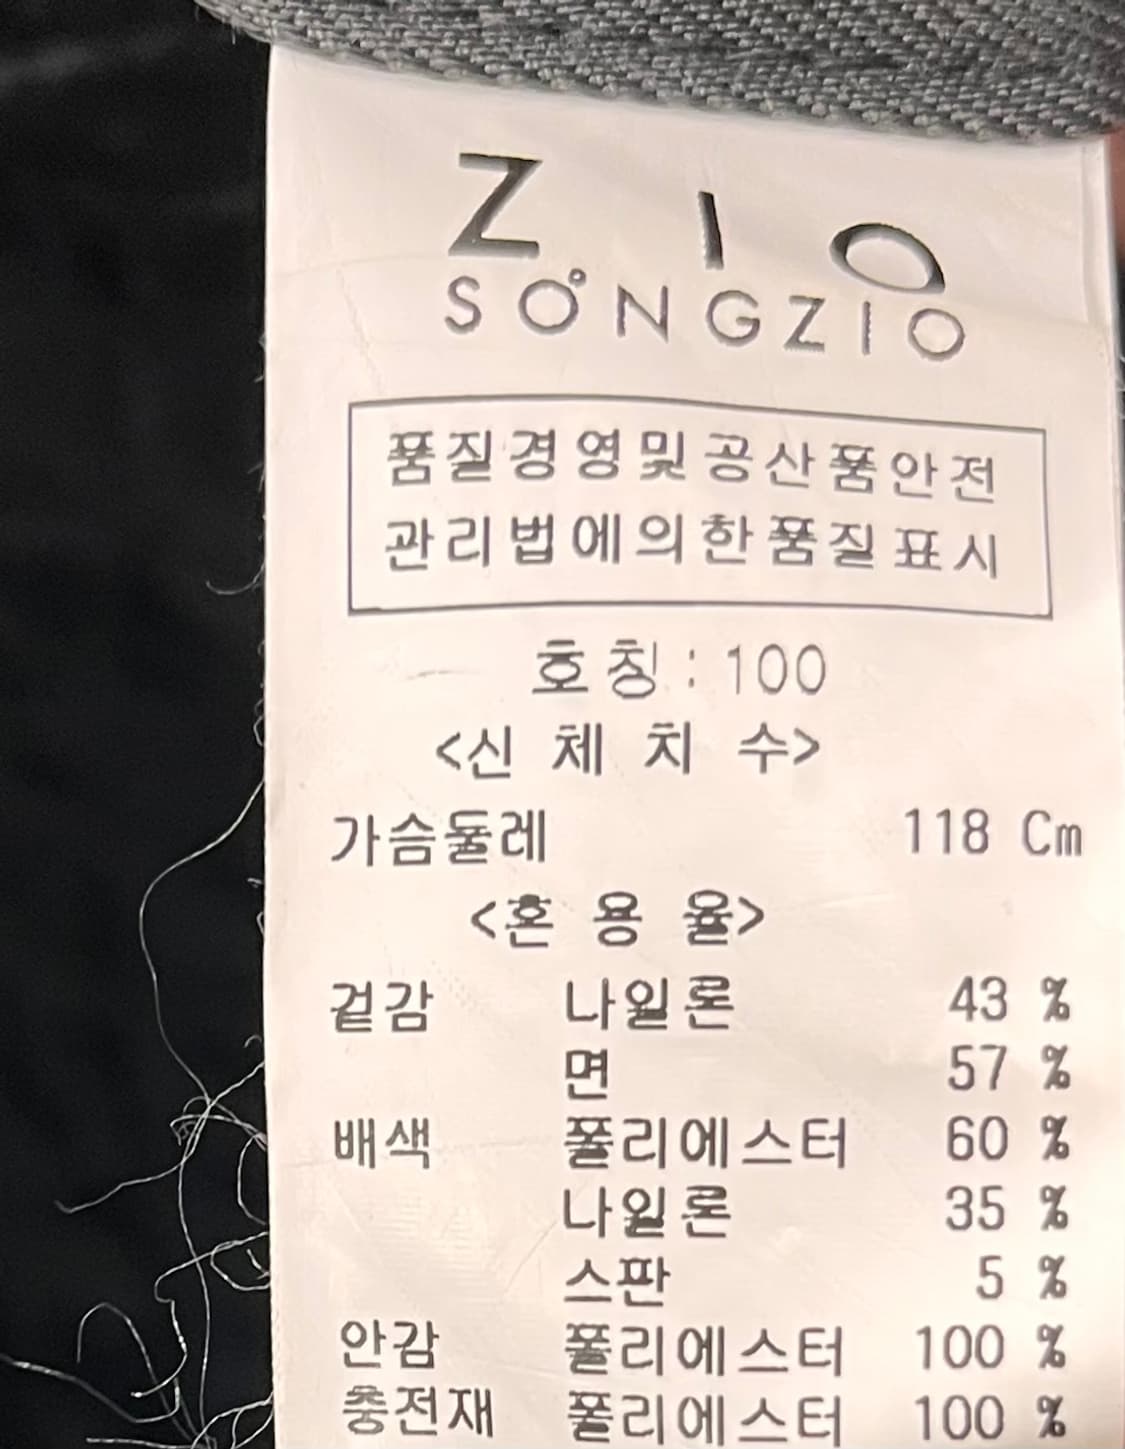 ZIO
SONGZIO
품질경영및공산품안전
관리법에의한품질표시
호칭:100
<신 체 치 수>
가슴둘레 118 Cm
<혼 용 율>
겉감 나일론 43 %
면 57 %
배색 폴리에스터 60 %
나일론 35 %
스판 5 %
안감 폴리에스터 100 %
충전재 폴리에스터 100 %